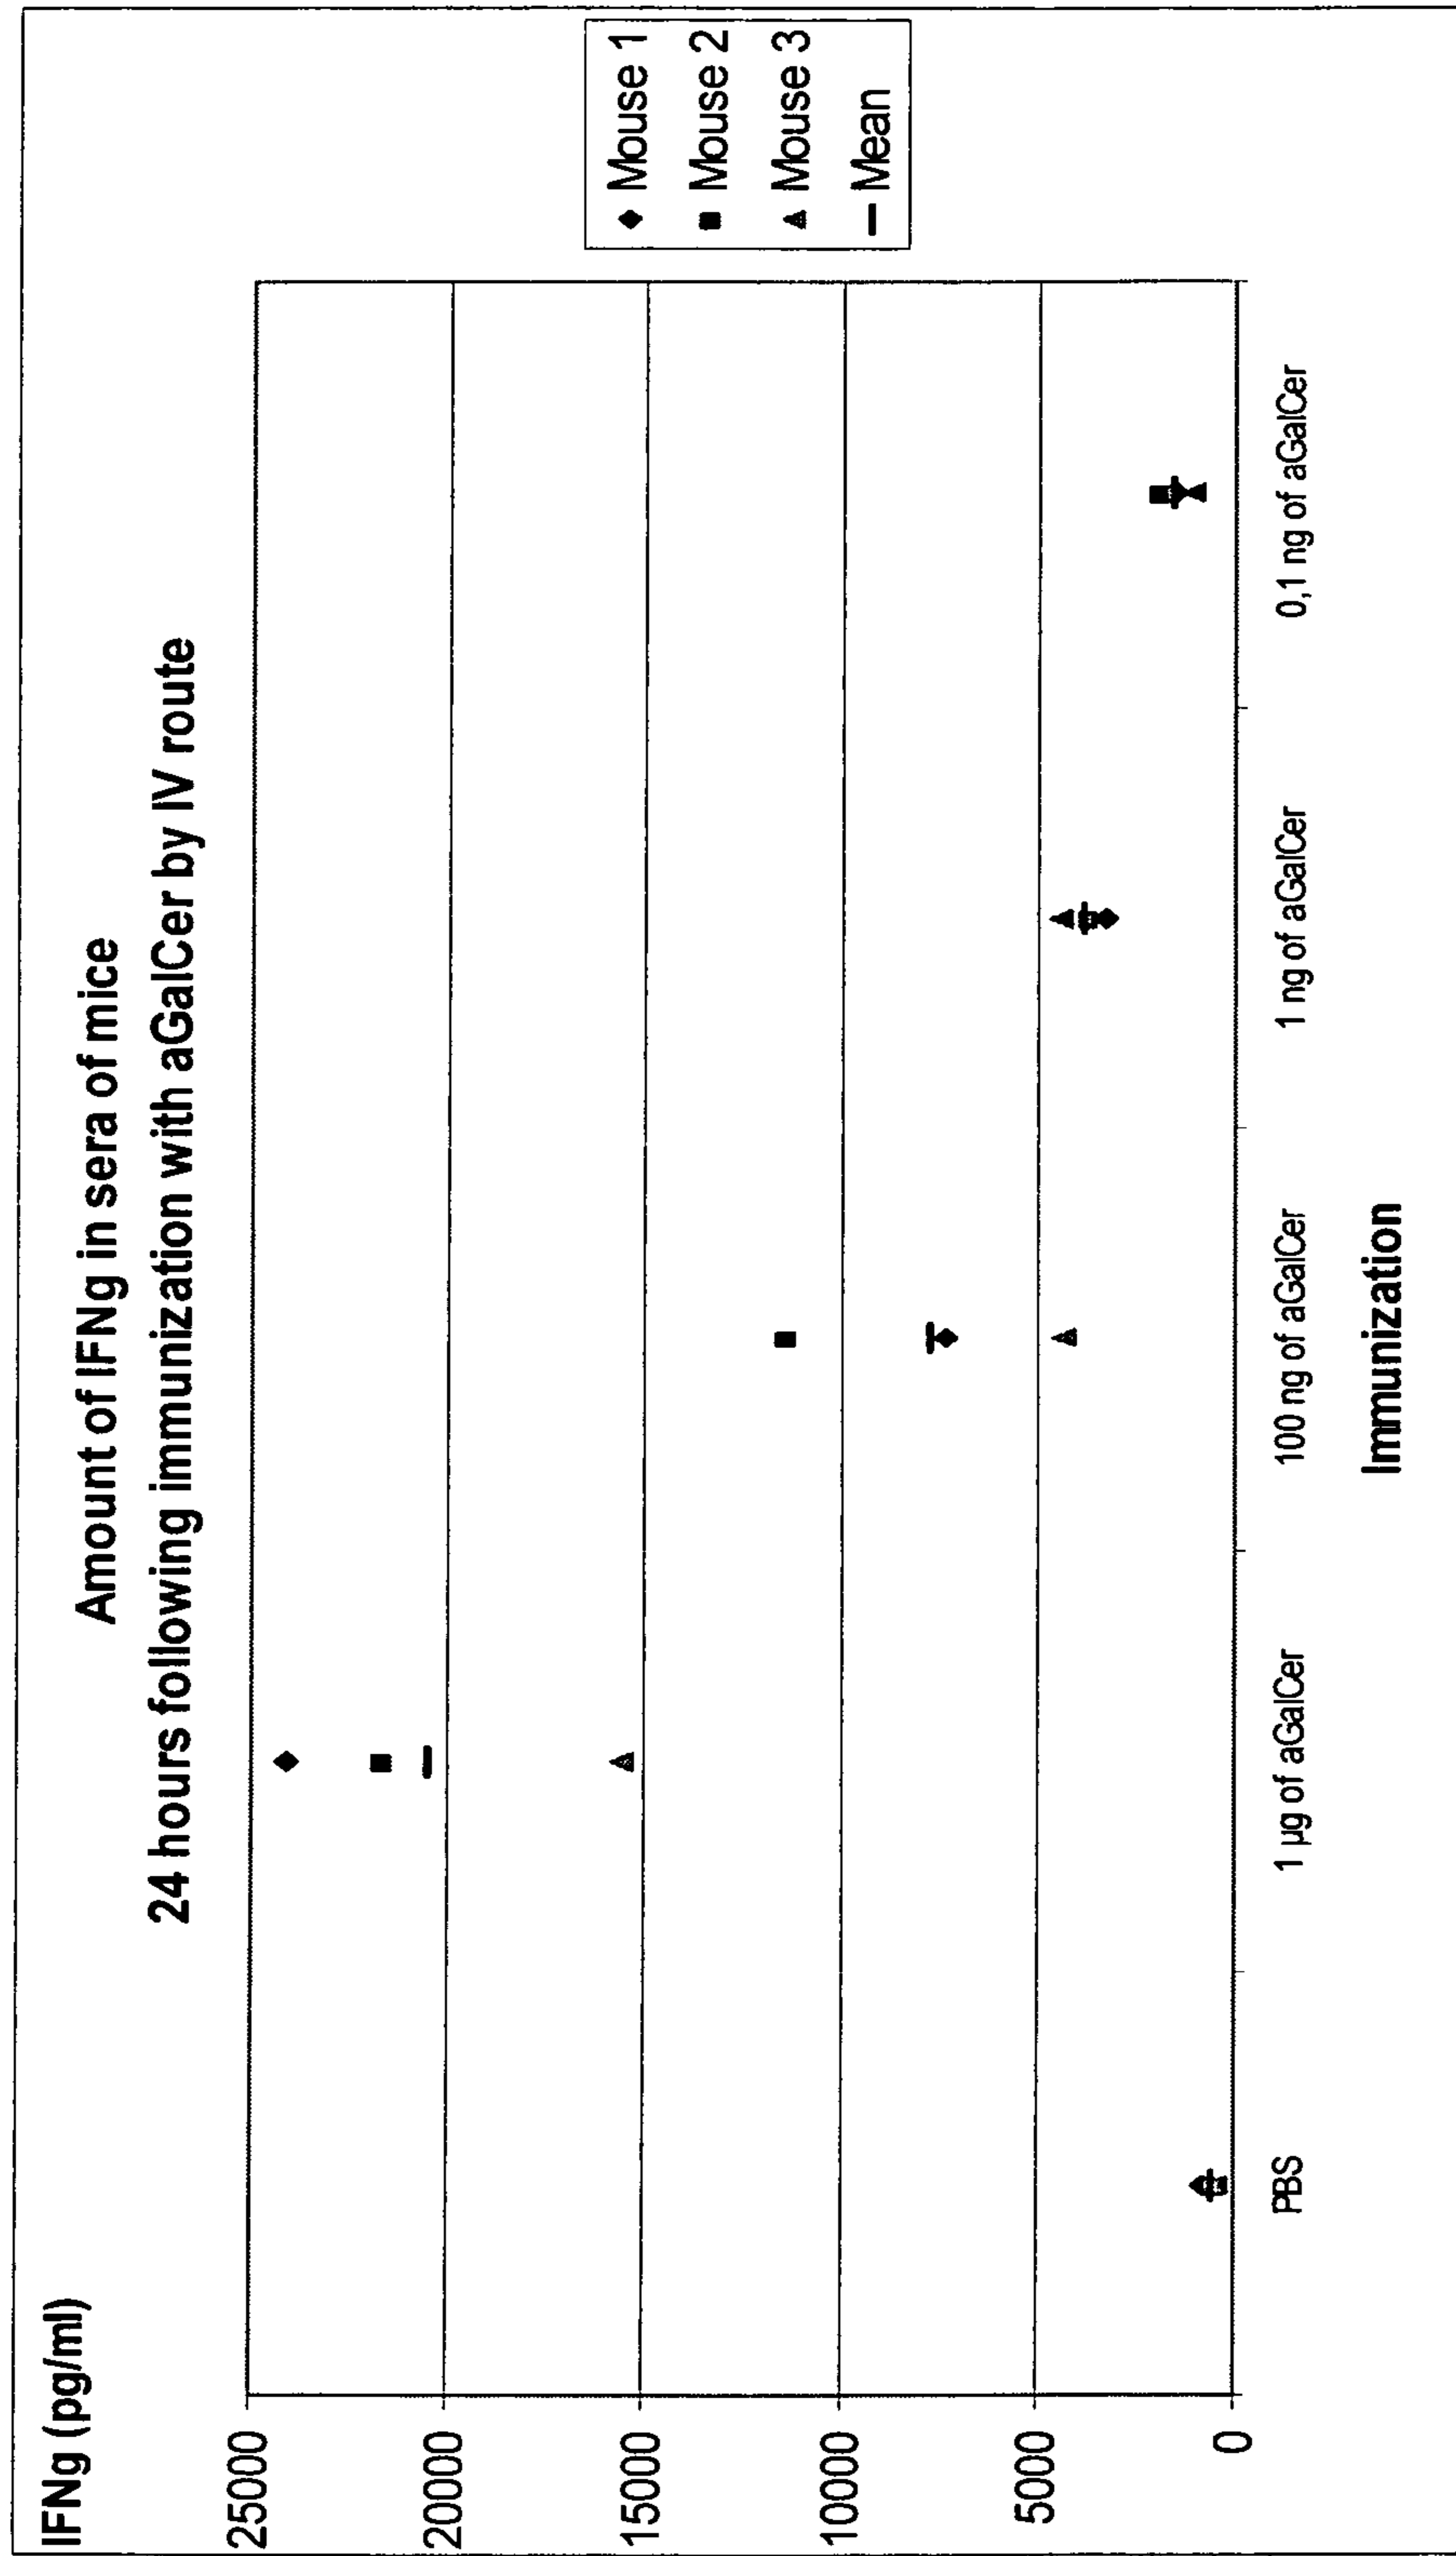 Amount of IFNg in sera of mice
24 hours following immunization with aGalCer by IV route
IFNg (pg/ml)
25000
20000
15000
10000
5000
0
PBS
1 µg of aGalCer
100 ng of aGalCer
1 ng of aGalCer
0,1 ng of aGalCer
Immunization
Mouse 1
Mouse 2
Mouse 3
Mean